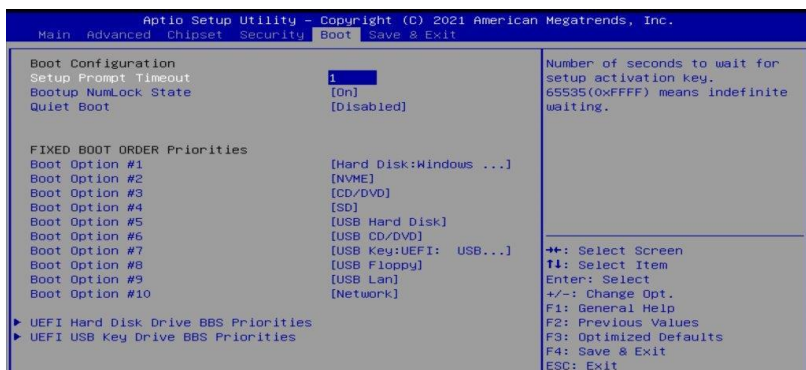 Aptio Setup Utility – Copyright (C) 2021 American Megatrends, Inc.
Main Advanced Chipset Security Boot Save & Exit
Boot Configuration
Setup Prompt Timeout 1
Bootup NumLock State [On]
Quiet Boot [Disabled]
FIXED BOOT ORDER Priorities
Boot Option #1 [Hard Disk:Windows ...]
Boot Option #2 [NVME]
Boot Option #3 [CD/DVD]
Boot Option #4 [SD]
Boot Option #5 [USB Hard Disk]
Boot Option #6 [USB CD/DVD]
Boot Option #7 [USB Key:UEFI: USB...]
Boot Option #8 [USB Floppy]
Boot Option #9 [USB Lan]
Boot Option #10 [Network]
▶ UEFI Hard Disk Drive BBS Priorities
▶ UEFI USB Key Drive BBS Priorities
Number of seconds to wait for
setup activation key.
65535(0xFFFF) means indefinite
waiting.
→←: Select Screen
↑↓: Select Item
Enter: Select
+/-: Change Opt.
F1: General Help
F2: Previous Values
F3: Optimized Defaults
F4: Save & Exit
ESC: Exit